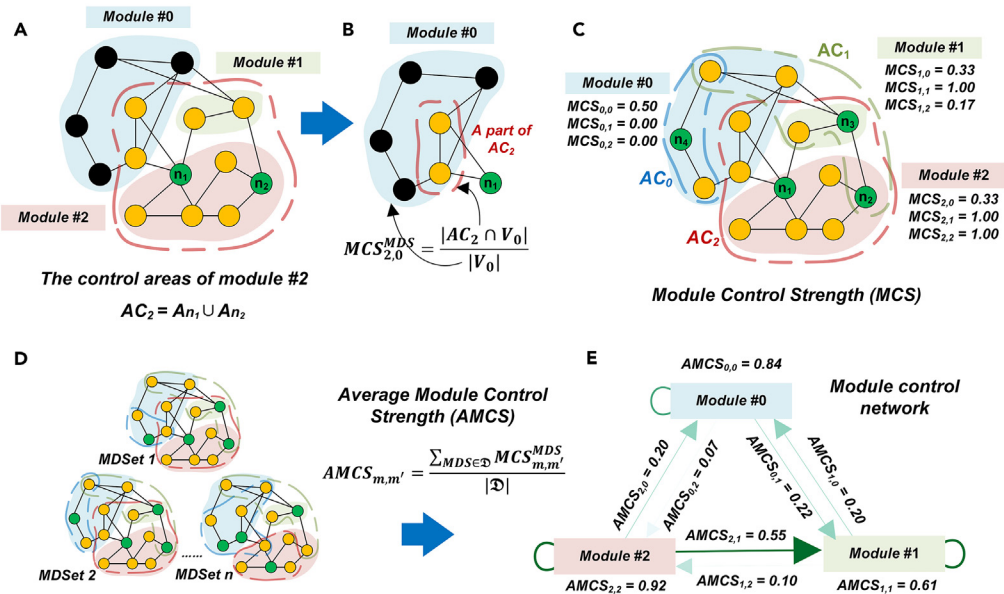 A
Module #0
Module #1
n₁
n₂
Module #2
The control areas of module #2
AC₂ = An₁ ∪ An₂
B
Module #0
A part of
AC₂
n₁
MCS₂,₀^MDS = |AC₂ ∩ V₀| / |V₀|
C
AC₁
Module #1
MCS₁,₀ = 0.33
MCS₁,₁ = 1.00
MCS₁,₂ = 0.17
Module #0
MCS₀,₀ = 0.50
MCS₀,₁ = 0.00
MCS₀,₂ = 0.00
n₃
n₄
AC₀
n₁
n₂
Module #2
MCS₂,₀ = 0.33
MCS₂,₁ = 1.00
MCS₂,₂ = 1.00
AC₂
Module Control Strength (MCS)
D
MDSet 1
MDSet 2
......
MDSet n
Average Module Control
Strength (AMCS)
AMCSₘ,ₘ′ = ∑MDS∈𝔇 MCSₘ,ₘ′^MDS / |𝔇|
E
AMCS₀,₀ = 0.84
Module control
network
Module #0
AMCS₂,₀ = 0.20
AMCS₀,₂ = 0.07
AMCS₀,₁ = 0.22
AMCS₁,₀ = 0.20
AMCS₂,₁ = 0.55
Module #2
Module #1
AMCS₂,₂ = 0.92
AMCS₁,₂ = 0.10
AMCS₁,₁ = 0.61